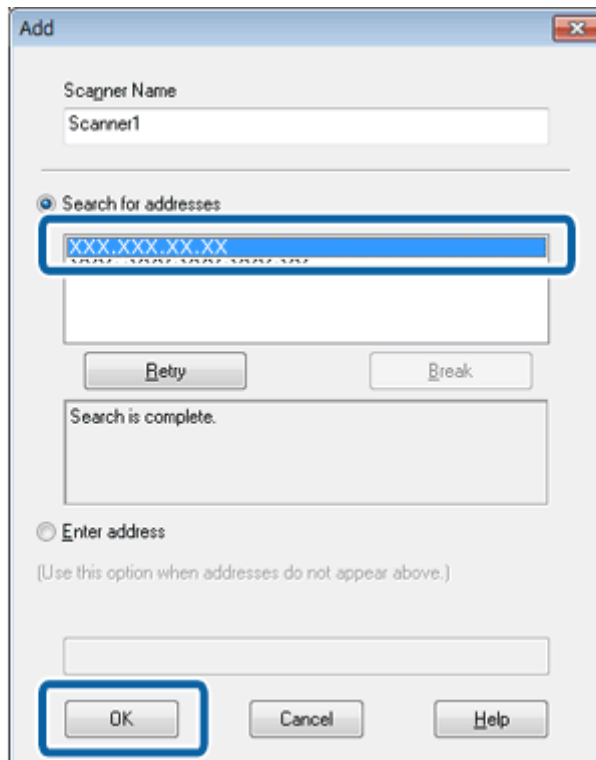 Add
Scanner Name
Scanner1
Search for addresses
XXX.XXX.XX.XX
Retry Break
Search is complete.
Enter address
(Use this option when addresses do not appear above.)
OK Cancel Help